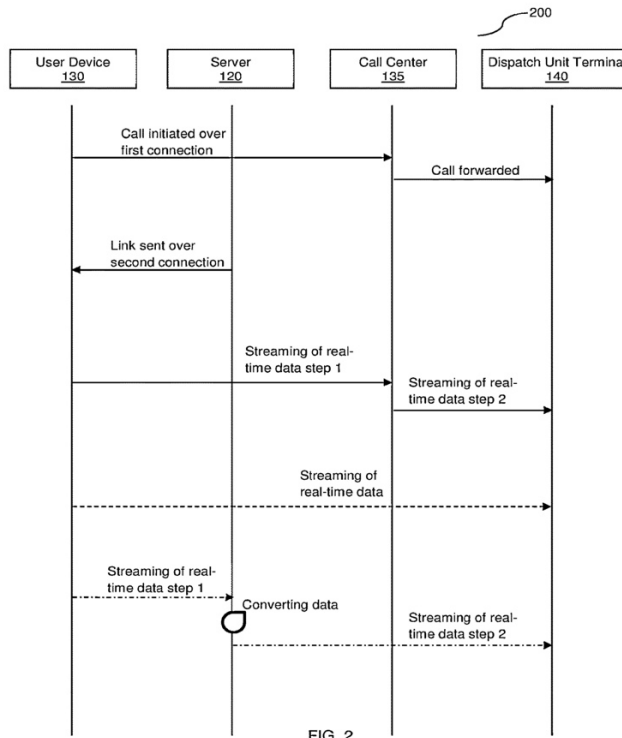 200
User Device
130
Server
120
Call Center
135
Dispatch Unit Terminal
140
Call initiated over
first connection
Call forwarded
Link sent over
second connection
Streaming of real-
time data step 1
Streaming of real-
time data step 2
Streaming of
real-time data
Streaming of real-
time data step 1
Converting data
Streaming of real-
time data step 2
FIG. 2